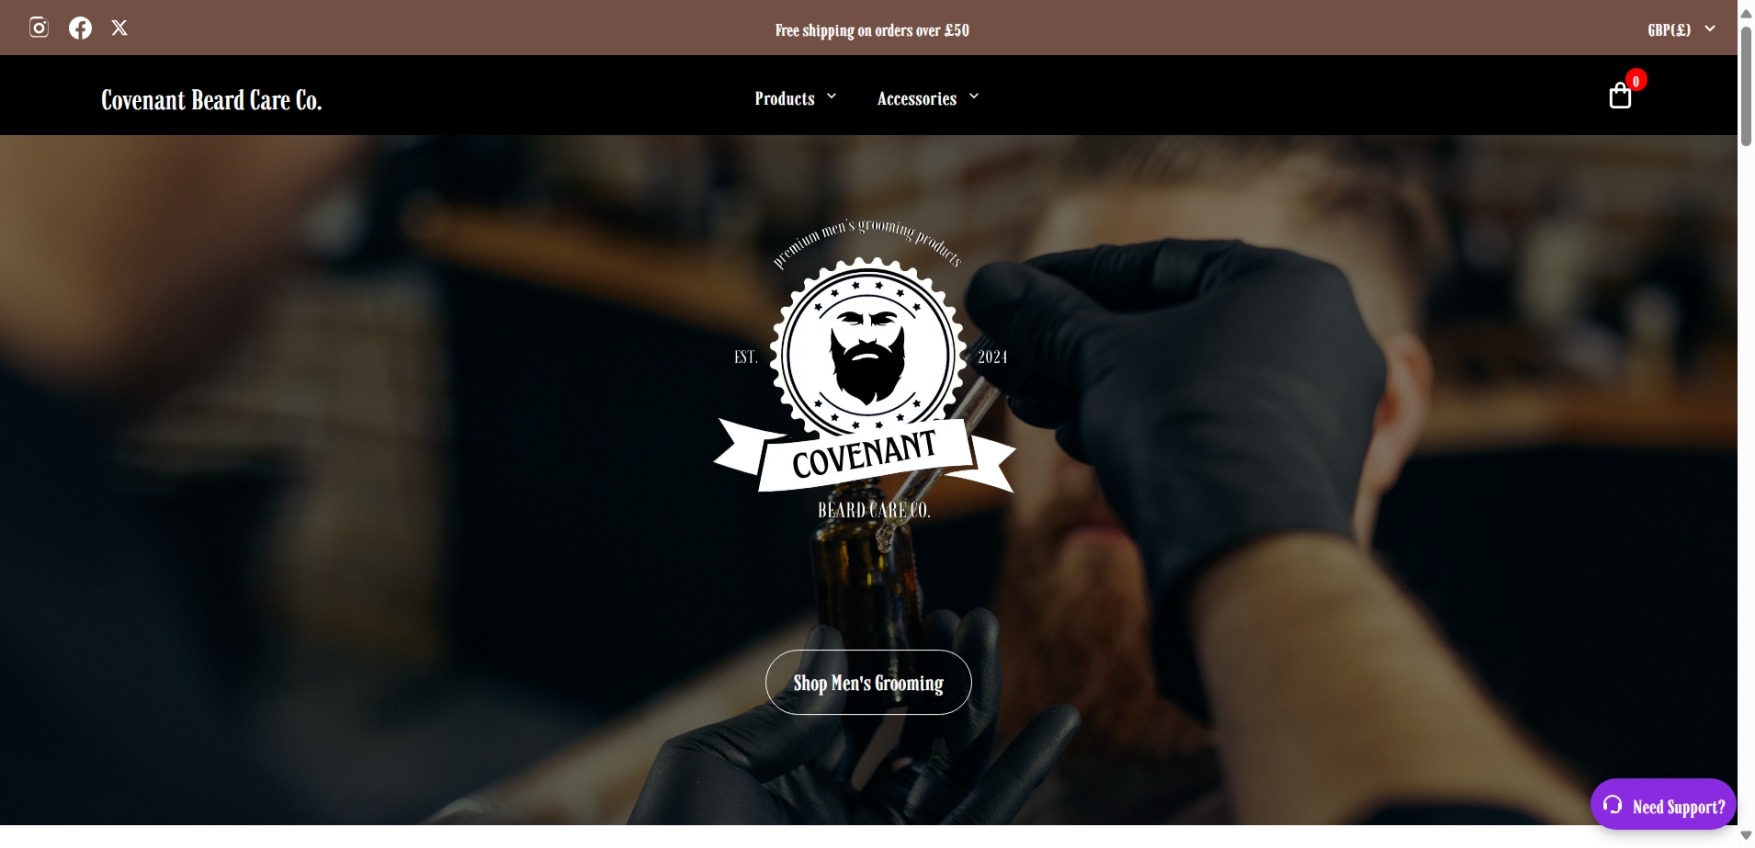 Free shipping on orders over £50
GBP(£)
Covenant Beard Care Co.
Products
Accessories
0
premium men's grooming products
EST.
2024
COVENANT
BEARD CARE CO.
Shop Men's Grooming
Need Support?